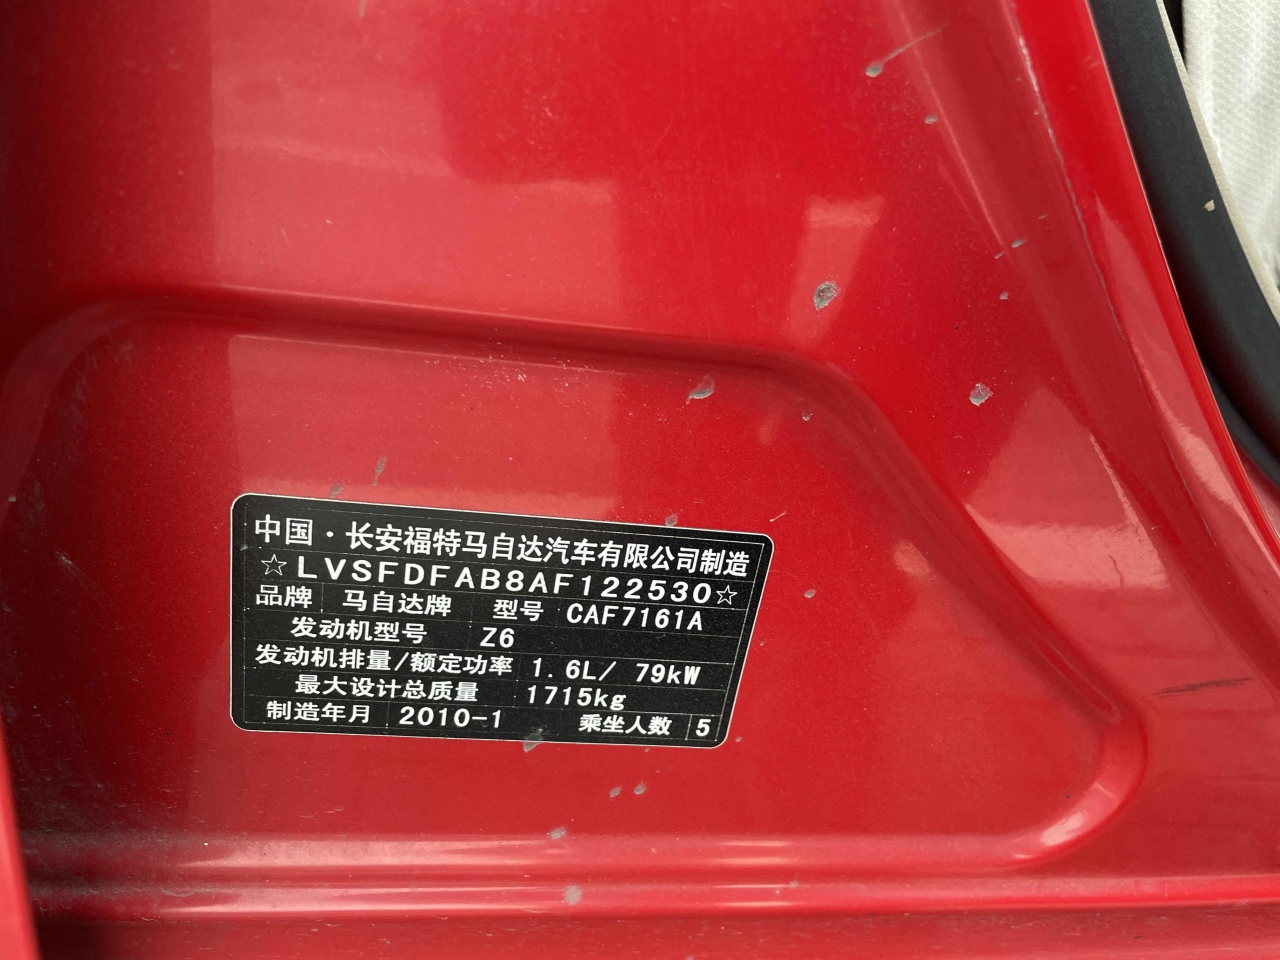 中国·长安福特马自达汽车有限公司制造
☆LVSFDFAB8AF122530☆
品牌 马自达牌 型号 CAF7161A
发动机型号 Z6
发动机排量/额定功率 1.6L/ 79kW
最大设计总质量 1715kg
制造年月 2010-1 乘坐人数 5